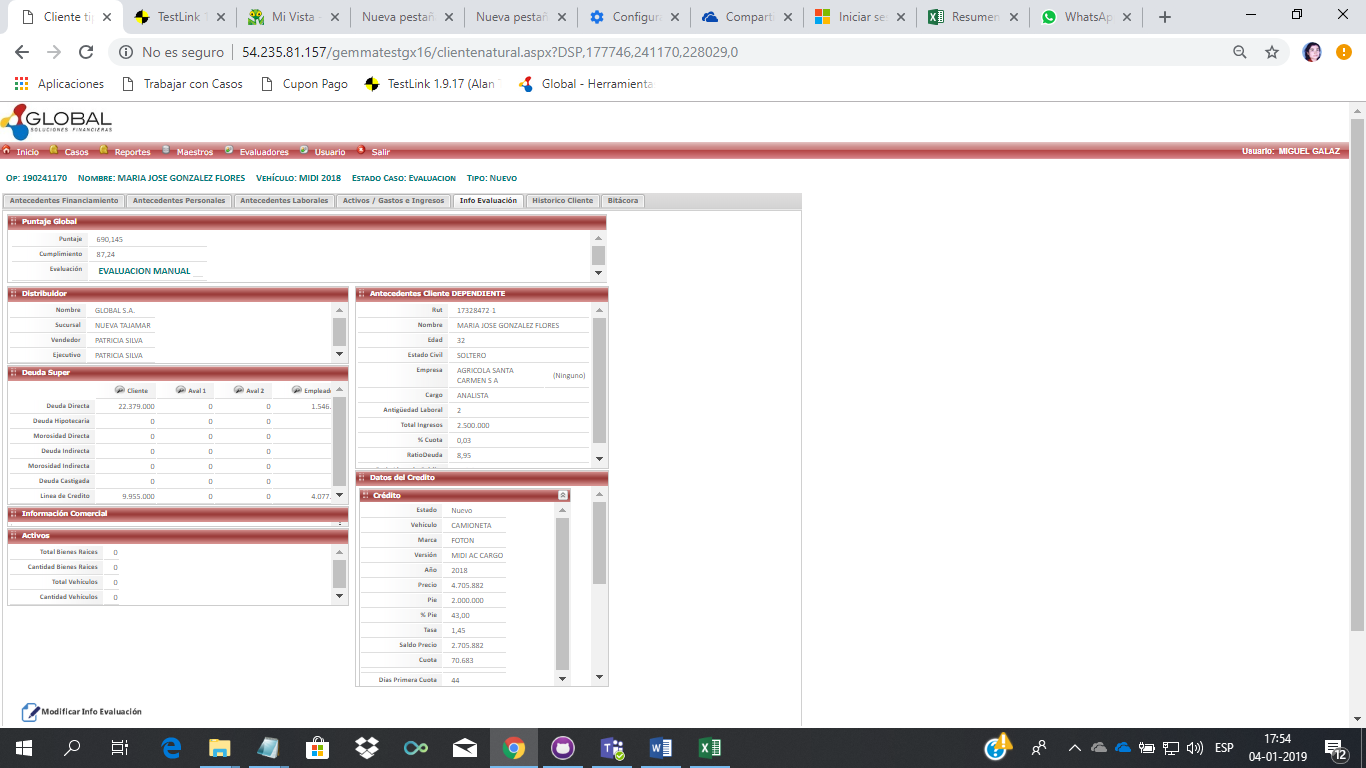 Cliente ti
TestLink 1
Mi Vista -
Nueva pestañ
Nueva pestañ
Configura
Comparti
Iniciar se
Resumen
WhatsAp
No es seguro | 54.235.81.157/gemmatestgx16/clientenatural.aspx?DSP,177746,241170,228029,0
Aplicaciones Trabajar con Casos Cupon Pago TestLink 1.9.17 (Alan Global - Herramienta
GLOBAL
SOLUCIONES FINANCIERAS
Inicio Casos Reportes Maestros Evaluadores Usuario Salir Usuario: MIGUEL GALAZ
OP: 190241170 NOMBRE: MARIA JOSE GONZALEZ FLORES VEHÍCULO: MIDI 2018 ESTADO CASO: EVALUACION TIPO: NUEVO
Antecedentes Financiamiento Antecedentes Personales Antecedentes Laborales Activos / Gastos e Ingresos Info Evaluación Historico Cliente Bitácora
Puntaje Global
Puntaje 690,145
Cumplimiento 87,24
Evaluación EVALUACION MANUAL
Distribuidor
Nombre GLOBAL S.A.
Sucursal NUEVA TAJAMAR
Vendedor PATRICIA SILVA
Ejecutivo PATRICIA SILVA
Deuda Super
Cliente Aval 1 Aval 2 Emplead
Deuda Directa 22.379.000 0 0 1.546.
Deuda Hipotecaria 0 0 0
Morosidad Directa 0 0 0
Deuda Indirecta 0 0 0
Morosidad Indirecta 0 0 0
Deuda Castigada 0 0 0
Linea de Credito 9.955.000 0 0 4.077.
Información Comercial
Activos
Total Bienes Raices 0
Cantidad Bienes Raices 0
Total Vehículos 0
Cantidad Vehículos 0
Antecedentes Cliente DEPENDIENTE
Rut 17328472 1
Nombre MARIA JOSE GONZALEZ FLORES
Edad 32
Estado Civil SOLTERO
Empresa AGRICOLA SANTA CARMEN S A (Ninguno)
Cargo ANALISTA
Antigüedad Laboral 2
Total Ingresos 2.500.000
% Cuota 0,03
RatioDeuda 8,95
Datos del Credito
Crédito
Estado Nuevo
Vehiculo CAMIONETA
Marca FOTON
Versión MIDI AC CARGO
Año 2018
Precio 4.705.882
Pie 2.000.000
% Pie 43,00
Tasa 1,45
Saldo Precio 2.705.882
Cuota 70.683
Dias Primera Cuota 44
Modificar Info Evaluación
ESP
17:54
04-01-2019
12